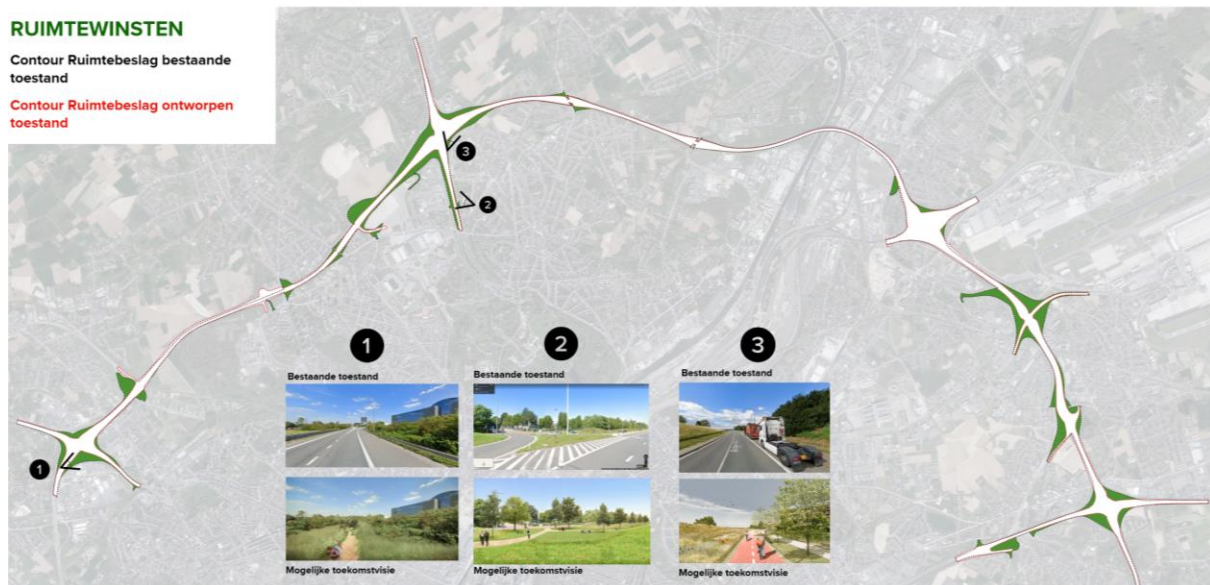 RUIMTEWINSTEN
Contour Ruimtebeslag bestaande
toestand
Contour Ruimtebeslag ontworpen
toestand
3
2
1
1
2
3
Bestaande toestand
Bestaande toestand
Bestaande toestand
Mogelijke toekomstvisie
Mogelijke toekomstvisie
Mogelijke toekomstvisie